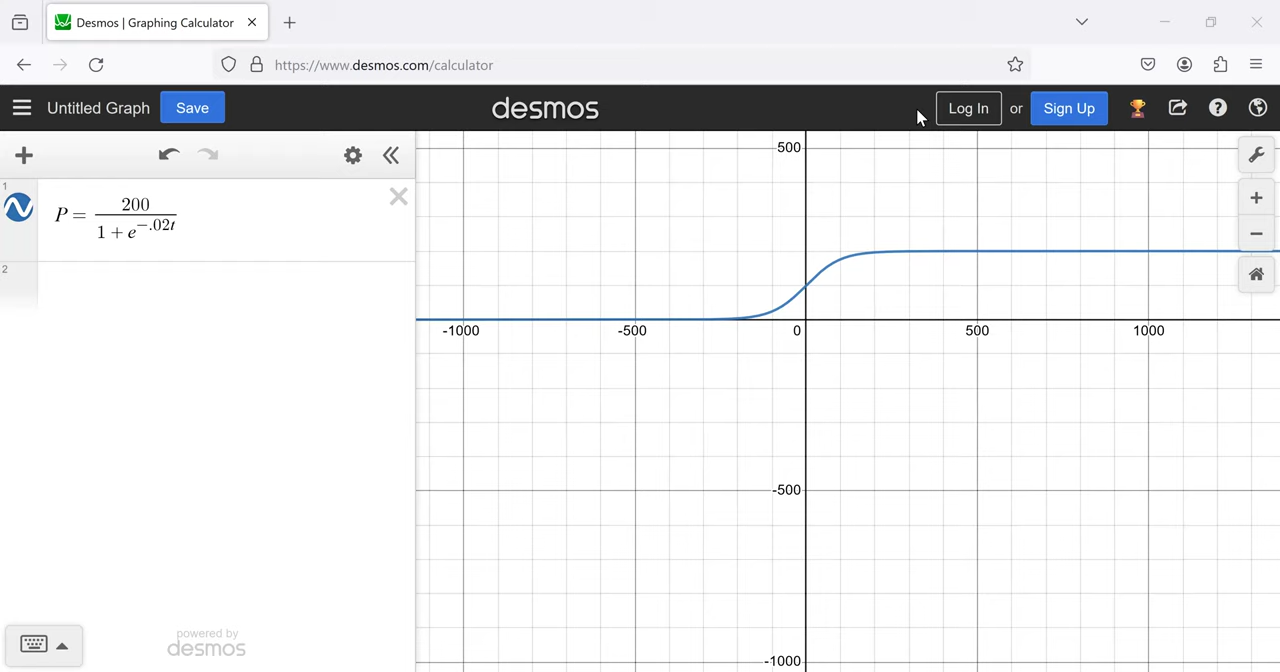 Desmos | Graphing Calculator
https://www.desmos.com/calculator
Untitled Graph
Save
desmos
Log In
or
Sign Up
1
P = 200 / (1 + e^(-.02t))
2
500
-1000
-500
0
500
1000
-500
-1000
powered by
desmos